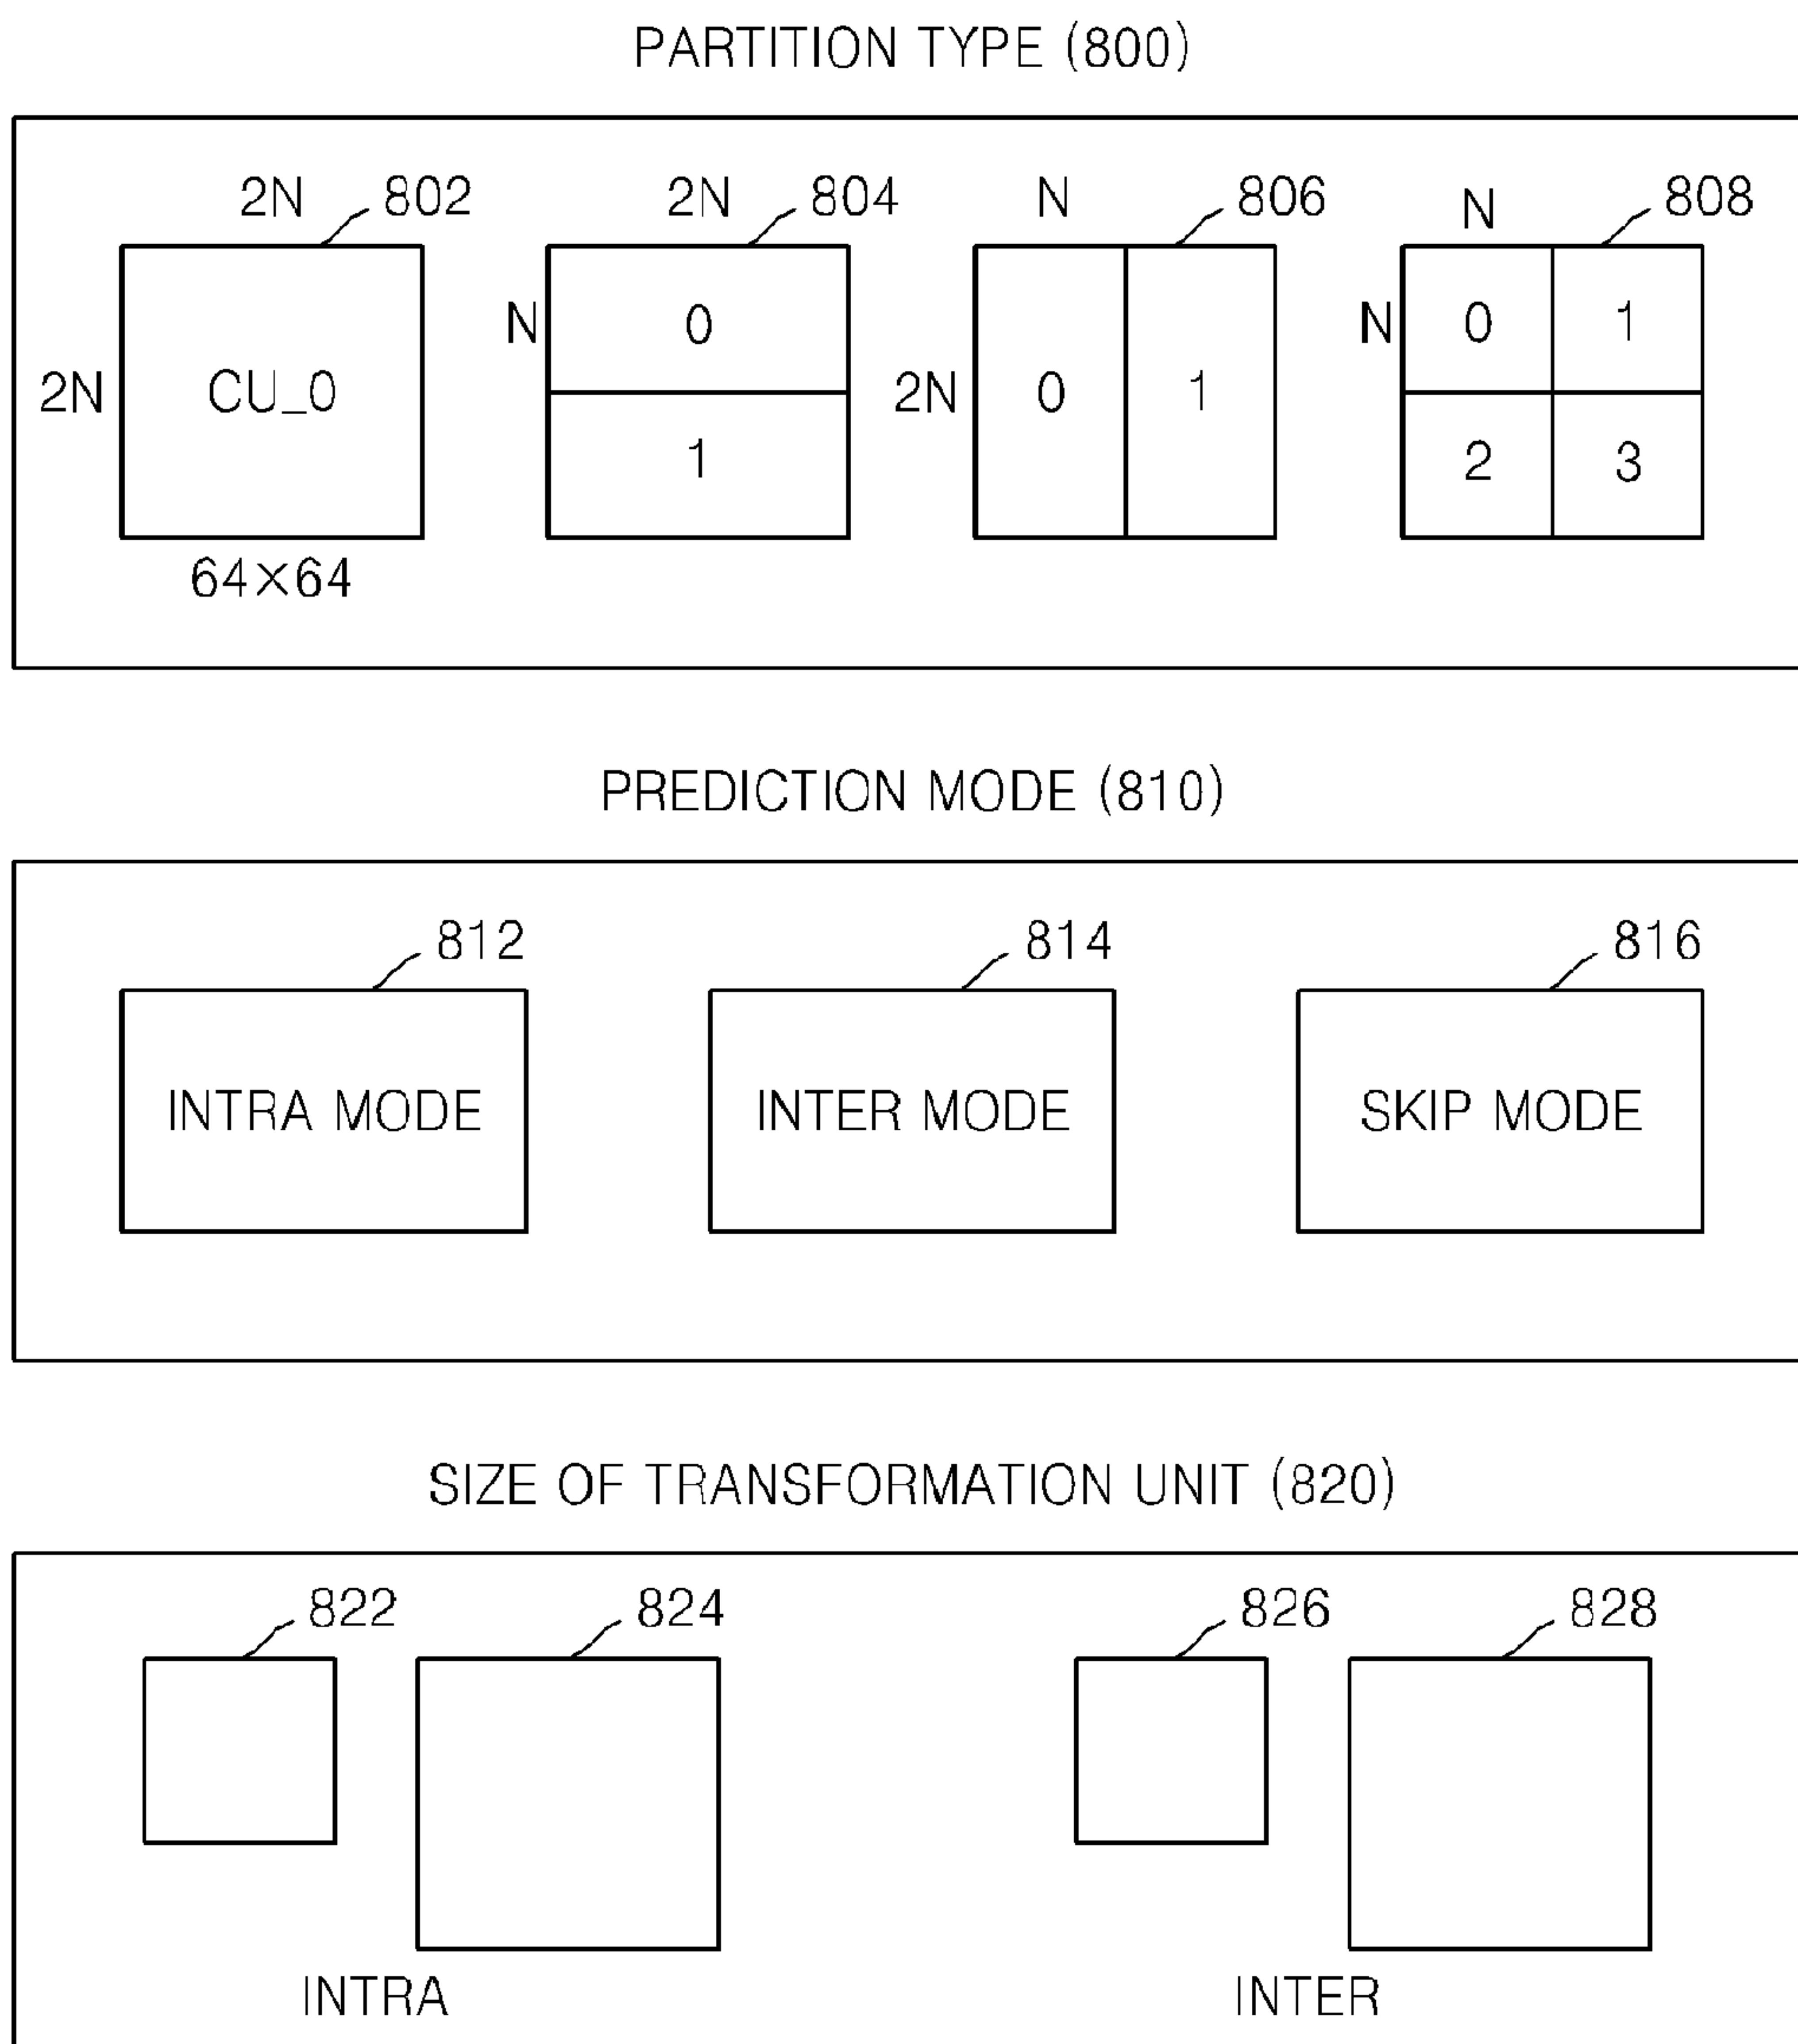 PARTITION TYPE (800)
2N 802 2N 804 N 806 N 808
N 0 N 0 1
2N CU_0 2N 0 1
1 2 3
64×64
PREDICTION MODE (810)
812 814 816
INTRA MODE INTER MODE SKIP MODE
SIZE OF TRANSFORMATION UNIT (820)
822 824 826 828
INTRA INTER